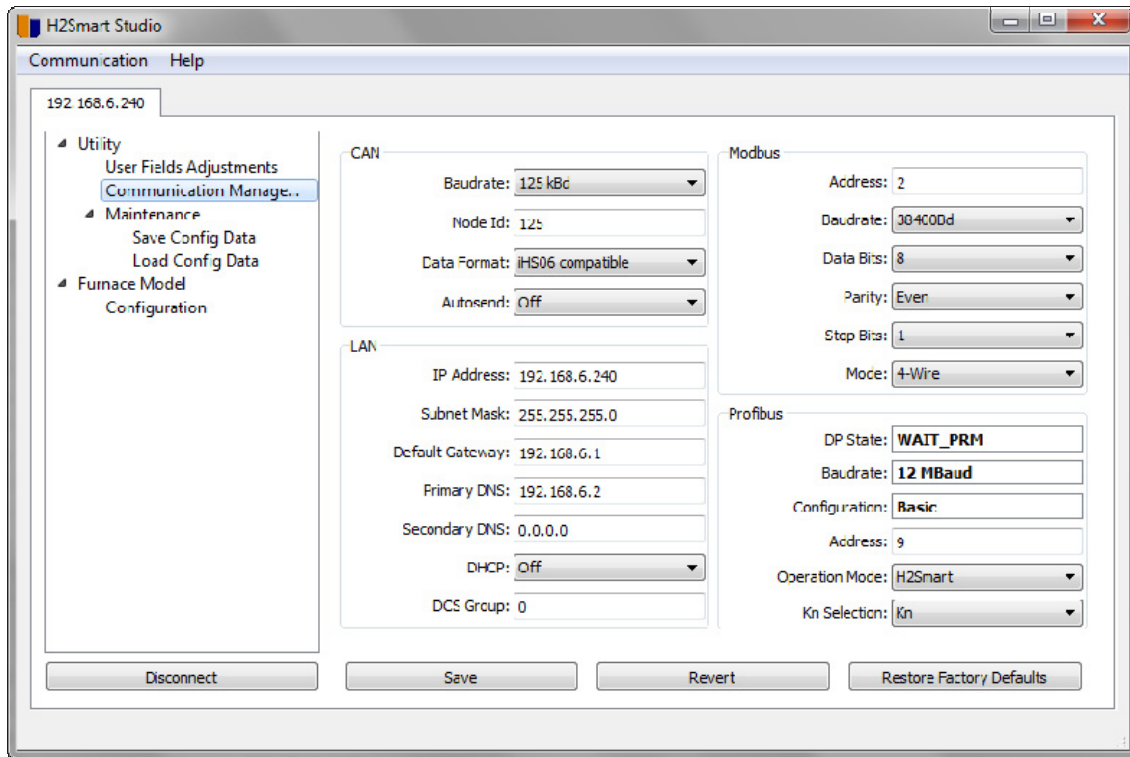 H2Smart Studio
Communication Help
192.168.6.240
Utility
User Fields Adjustments
Communication Manage...
Maintenance
Save Config Data
Load Config Data
Furnace Model
Configuration
Disconnect
CAN
Baudrate: 125 kBd
Node Id: 125
Data Format: iHS06 compatible
Autosend: Off
LAN
IP Address: 192.168.6.240
Subnet Mask: 255.255.255.0
Default Gateway: 192.168.6.1
Primary DNS: 192.168.6.2
Secondary DNS: 0.0.0.0
DHCP: Off
DCS Group: 0
Modbus
Address: 2
Baudrate: 38400Bd
Data Bits: 8
Parity: Even
Stop Bits: 1
Mode: 4-Wire
Profibus
DP State: WAIT_PRM
Baudrate: 12 MBaud
Configuration: Basic
Address: 9
Operation Mode: H2Smart
Kn Selection: Kn
Save
Revert
Restore Factory Defaults